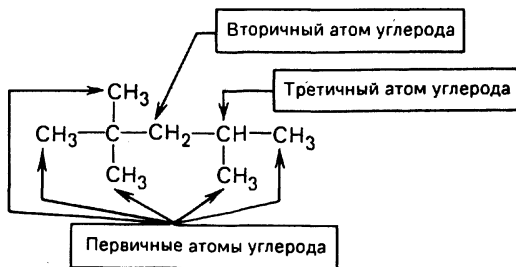 Вторичный атом углерода
Третичный атом углерода
CH₃
CH₃—C—CH₂—CH—CH₃
CH₃ CH₃
Первичные атомы углерода